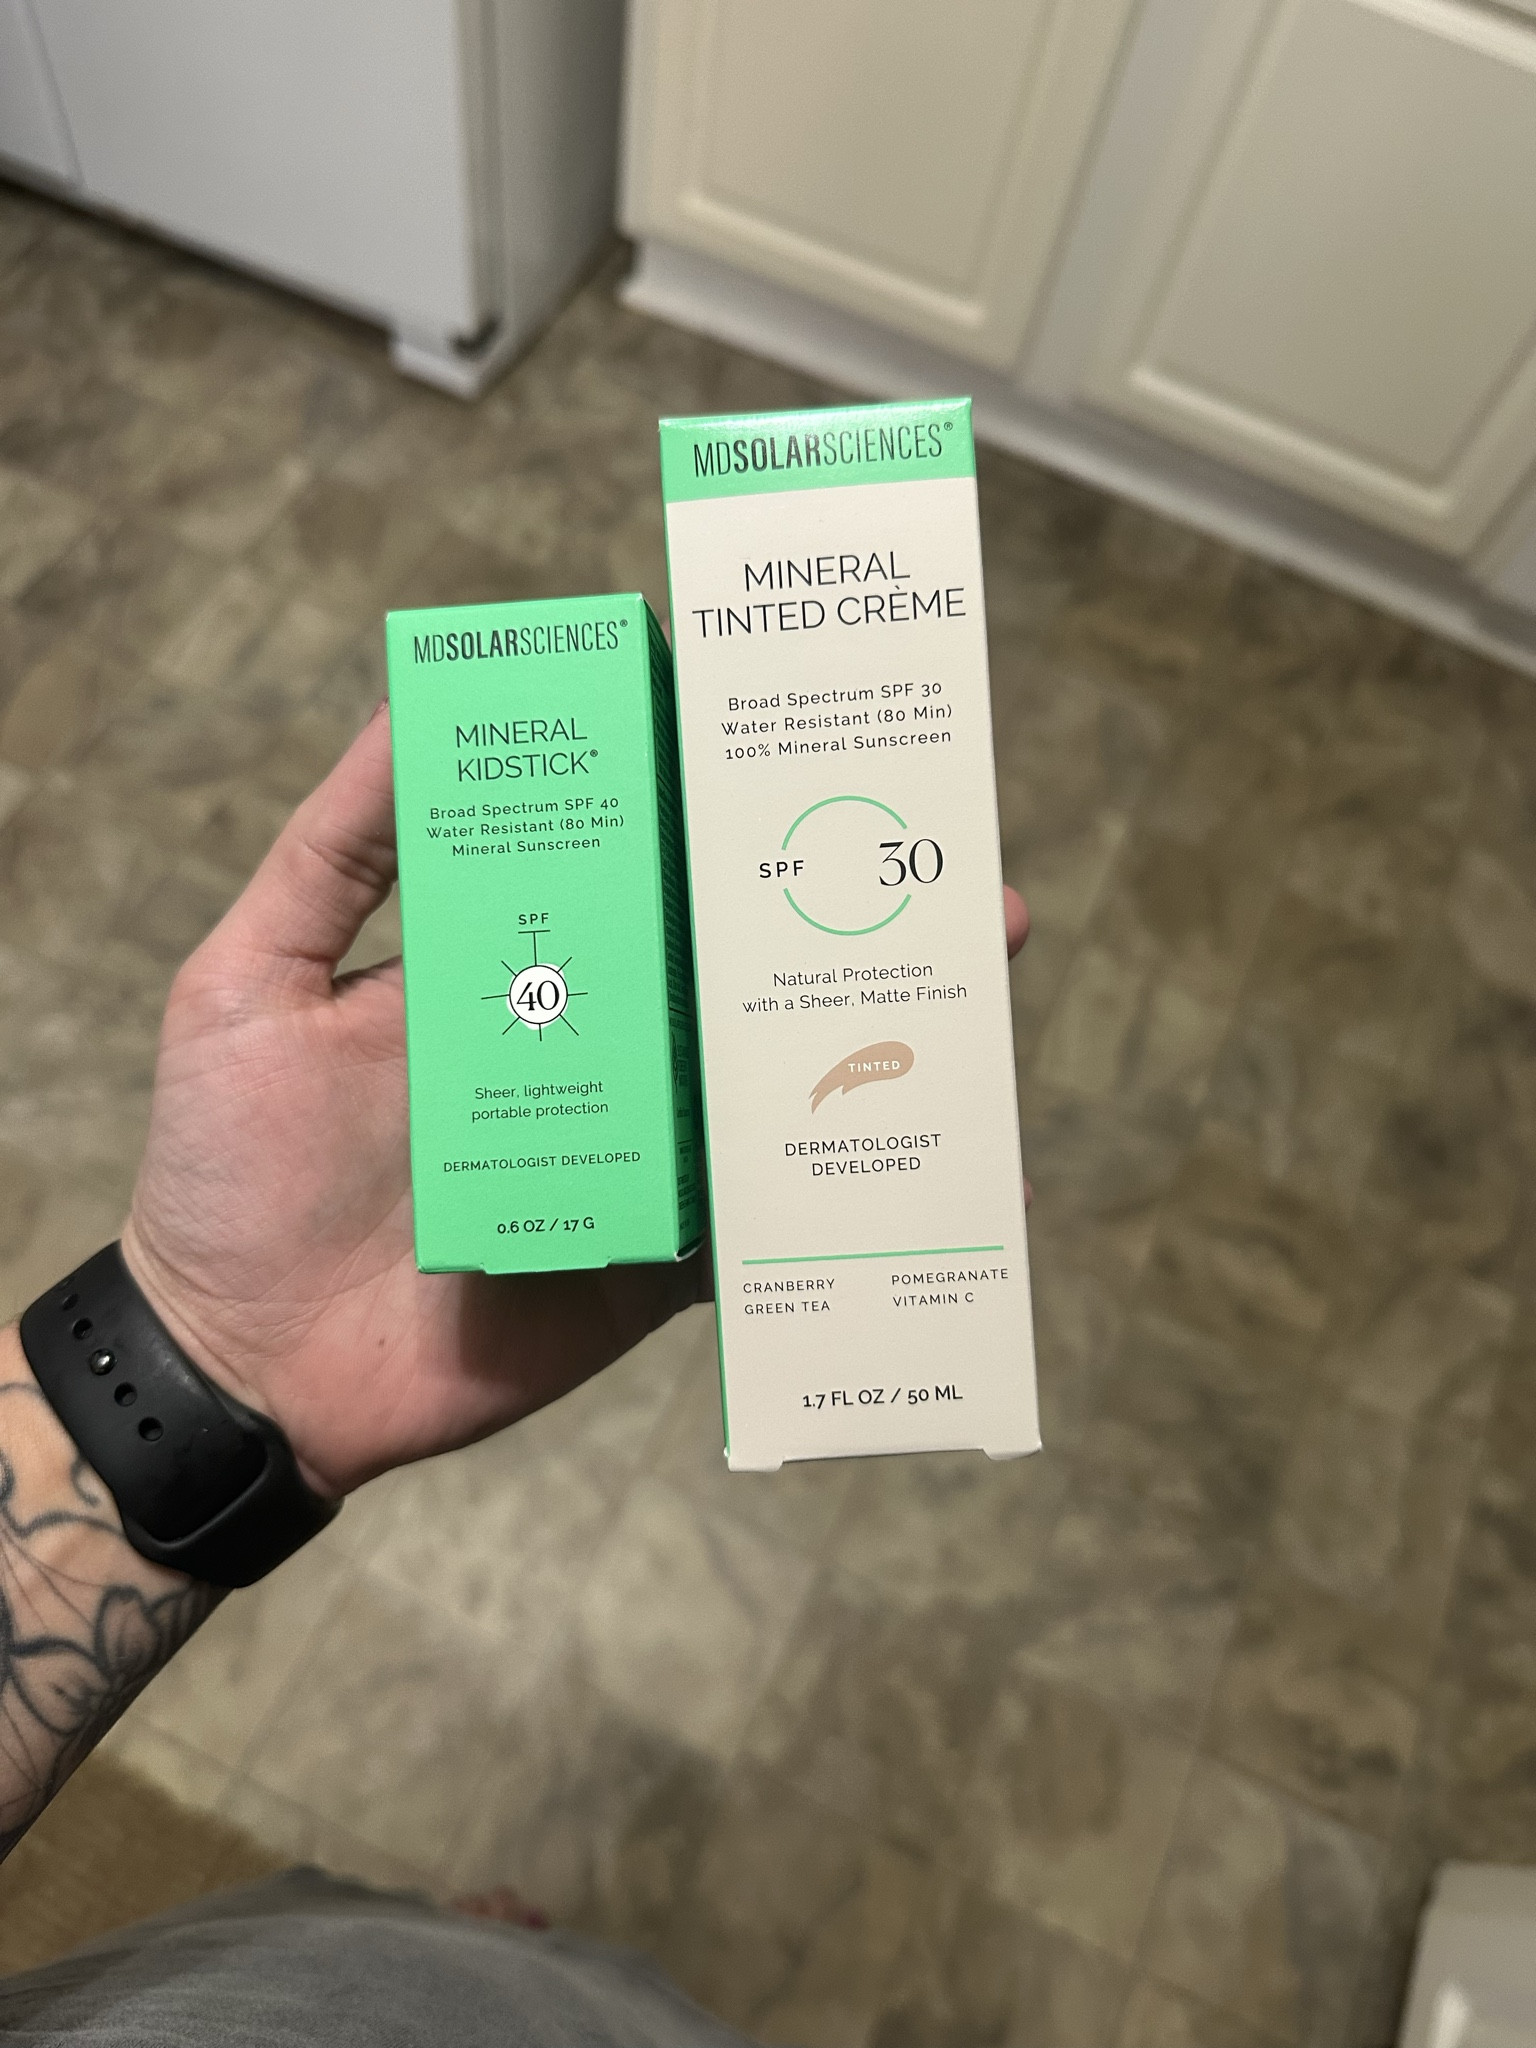 MDSOLARSCIENCES®
MINERAL
KIDSTICK®
Broad Spectrum SPF 40
Water Resistant (80 Min)
Mineral Sunscreen
SPF
40
Sheer, lightweight
portable protection
DERMATOLOGIST DEVELOPED
0.6 OZ / 17 G
MDSOLARSCIENCES®
MINERAL
TINTED CRÈME
Broad Spectrum SPF 30
Water Resistant (80 Min)
100% Mineral Sunscreen
SPF 30
Natural Protection
with a Sheer, Matte Finish
TINTED
DERMATOLOGIST
DEVELOPED
CRANBERRY POMEGRANATE
GREEN TEA VITAMIN C
1.7 FL OZ / 50 ML